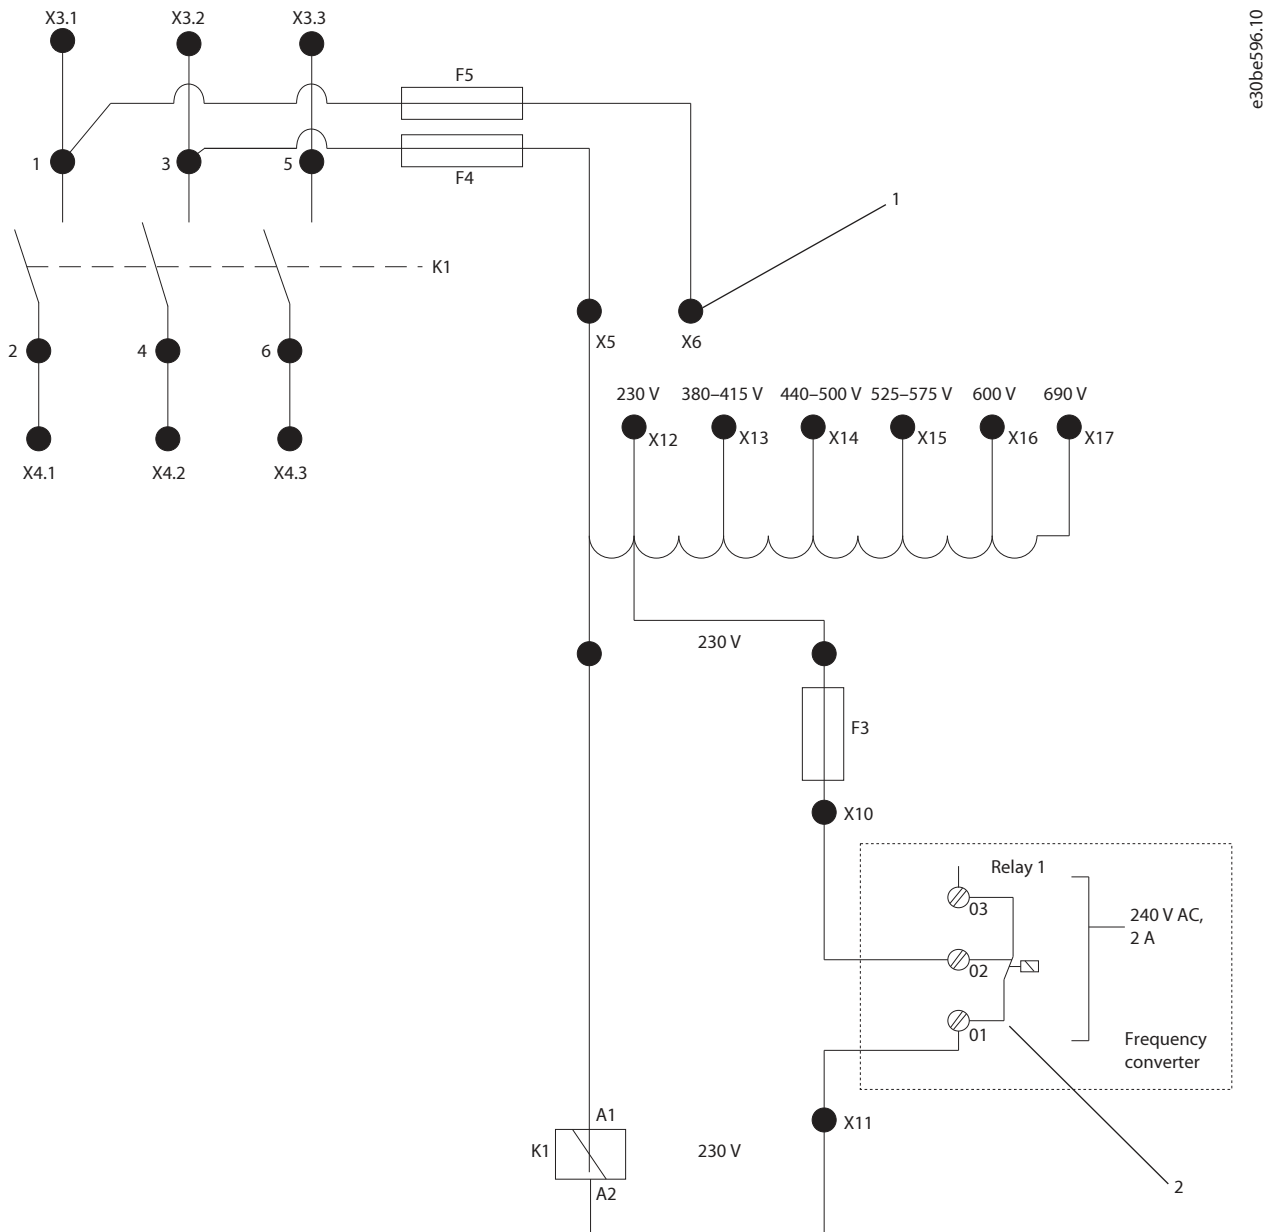 X3.1
X3.2
X3.3
e30be596.10
F5
1
3
5
F4
1
K1
X5
X6
2
4
6
230 V
380–415 V
440–500 V
525–575 V
600 V
690 V
X12
X13
X14
X15
X16
X17
X4.1
X4.2
X4.3
230 V
F3
X10
Relay 1
03
240 V AC,
2 A
02
01
Frequency
converter
A1
X11
K1
230 V
A2
2